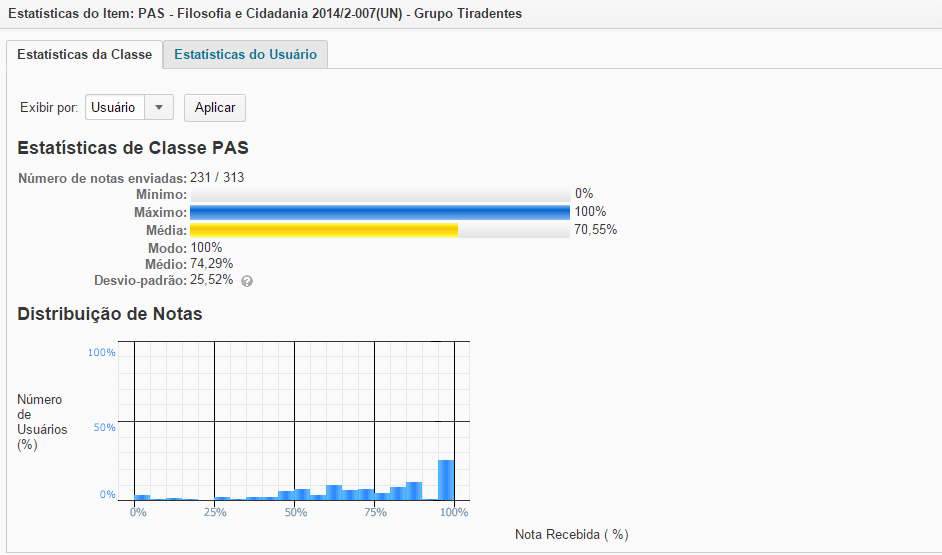 Estatísticas do Item: PAS - Filosofia e Cidadania 2014/2-007(UN) - Grupo Tiradentes
Estatísticas da Classe Estatísticas do Usuário
Exibir por: Usuário Aplicar
Estatísticas de Classe PAS
Número de notas enviadas: 231 / 313
Mínimo: 0%
Máximo: 100%
Média: 70,55%
Modo: 100%
Médio: 74,29%
Desvio-padrão: 25,52% ?
Distribuição de Notas
100%
Número
de
Usuários
(%)
50%
0%
0% 25% 50% 75% 100%
Nota Recebida ( %)